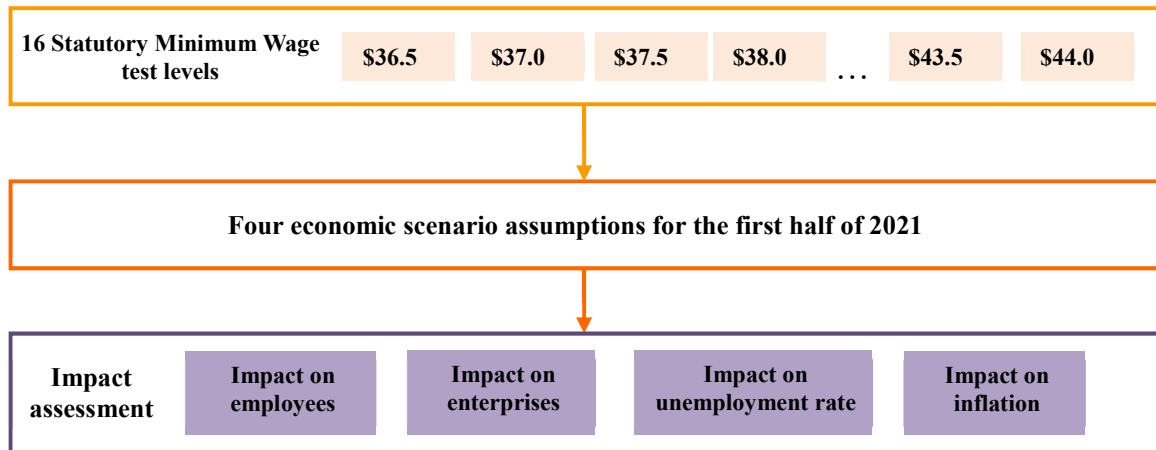 16 Statutory Minimum Wage
test levels
$36.5
$37.0
$37.5
$38.0
...
$43.5
$44.0
Four economic scenario assumptions for the first half of 2021
Impact
assessment
Impact on
employees
Impact on
enterprises
Impact on
unemployment rate
Impact on
inflation